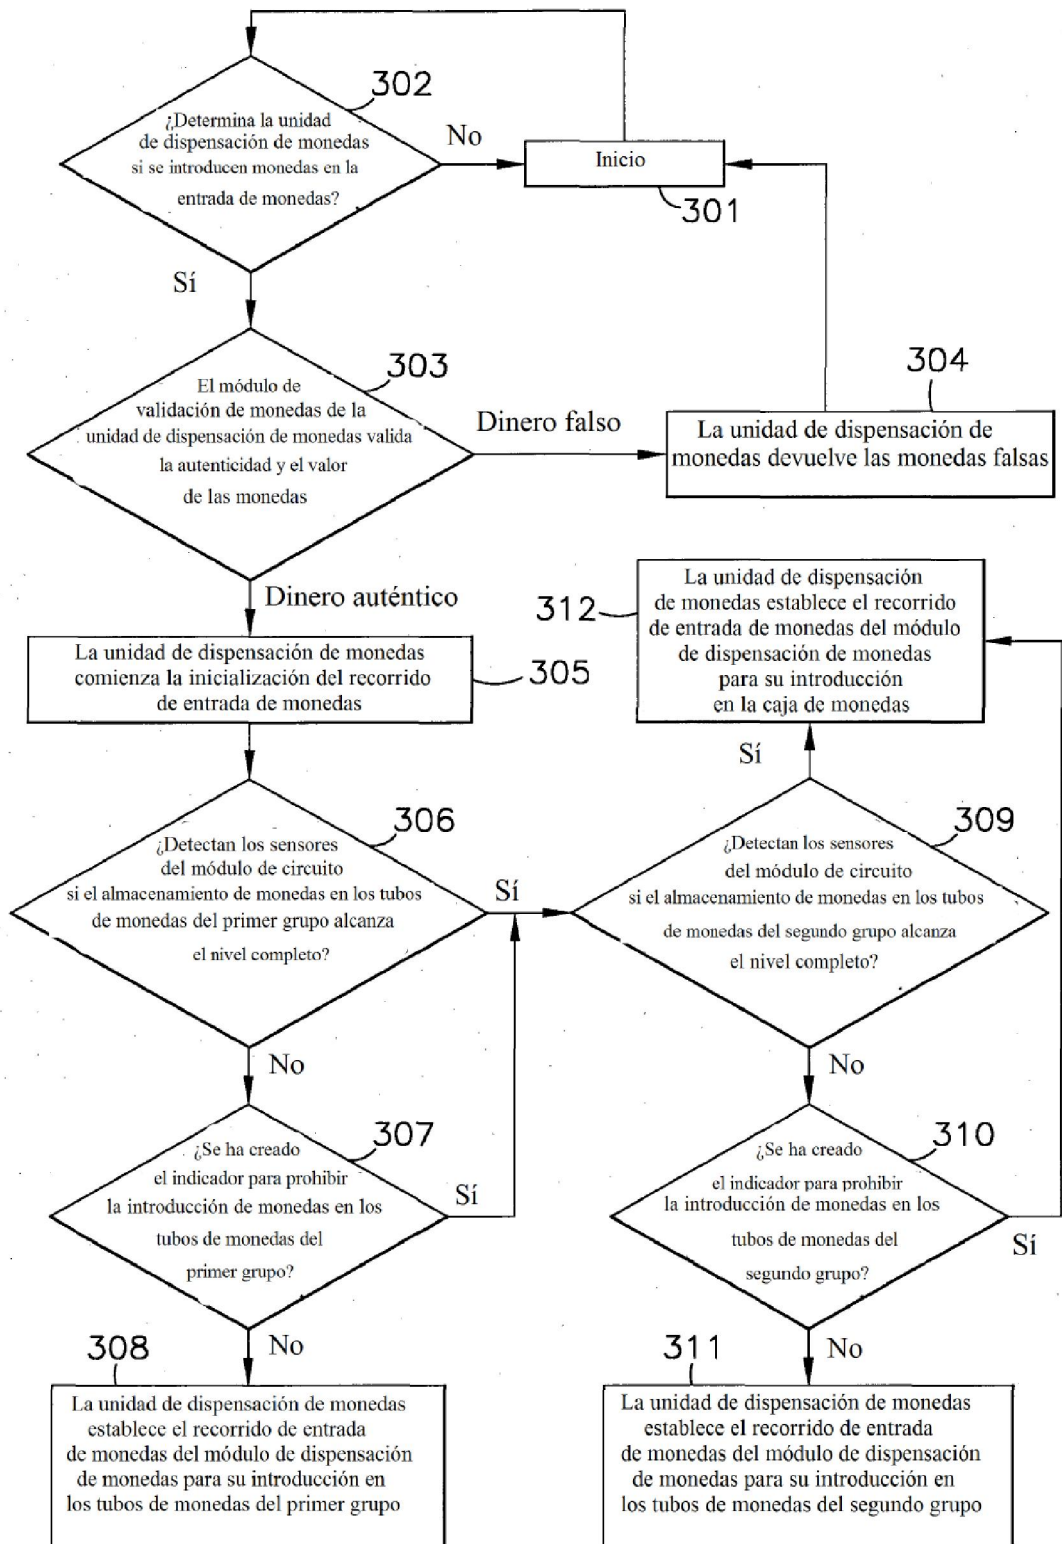 302
¿Determina la unidad
de dispensación de monedas
si se introducen monedas en la
entrada de monedas?
No
Inicio
301
Sí
303
El módulo de
validación de monedas de la
unidad de dispensación de monedas valida
la autenticidad y el valor
de las monedas
Dinero falso
304
La unidad de dispensación de
monedas devuelve las monedas falsas
Dinero auténtico
La unidad de dispensación de monedas
comienza la inicialización del recorrido
de entrada de monedas
305
312
La unidad de dispensación
de monedas establece el recorrido
de entrada de monedas del módulo
de dispensación de monedas
para su introducción
en la caja de monedas
Sí
306
¿Detectan los sensores
del módulo de circuito
si el almacenamiento de monedas en los tubos
de monedas del primer grupo alcanza
el nivel completo?
Sí
309
¿Detectan los sensores
del módulo de circuito
si el almacenamiento de monedas en los tubos
de monedas del segundo grupo alcanza
el nivel completo?
No
No
307
¿Se ha creado
el indicador para prohibir
la introducción de monedas en los
tubos de monedas del
primer grupo?
Sí
310
¿Se ha creado
el indicador para prohibir
la introducción de monedas en los
tubos de monedas del
segundo grupo?
Sí
No
No
308
La unidad de dispensación de monedas
establece el recorrido de entrada
de monedas del módulo de dispensación
de monedas para su introducción en
los tubos de monedas del primer grupo
311
La unidad de dispensación de monedas
establece el recorrido de entrada
de monedas del módulo de dispensación
de monedas para su introducción en
los tubos de monedas del segundo grupo